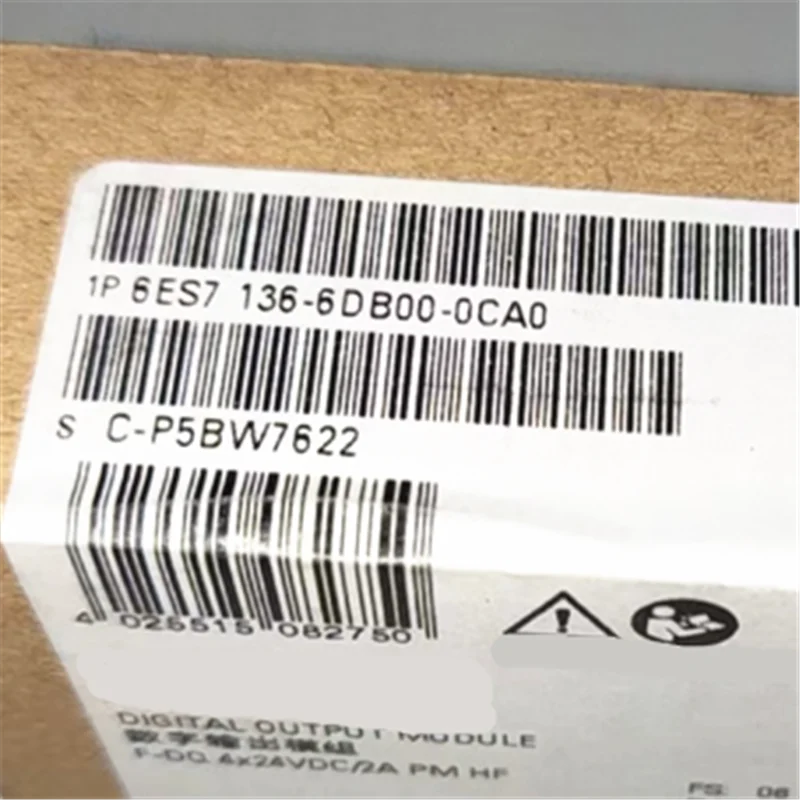 1P 6ES7 136-6DB00-0CA0
S C-P5BW7622
4 025515 082750
DIGITAL OUTPUT MODULE
数字输出模组
F-DQ 4x24VDC/2A PM HF
FS: 06